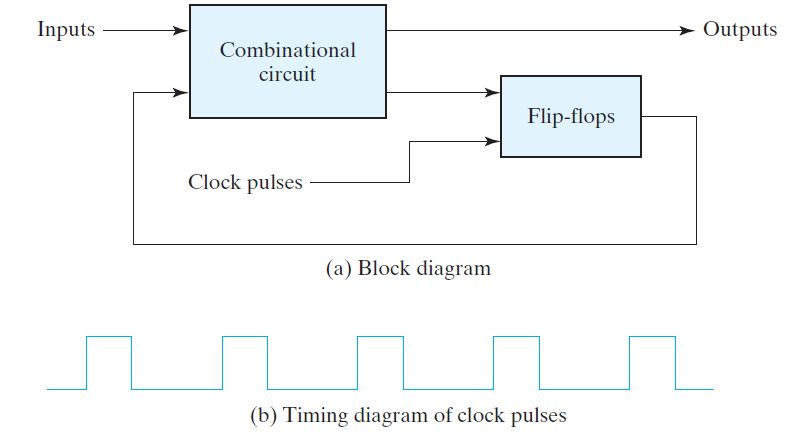 Inputs
Outputs
Combinational
circuit
Flip-flops
Clock pulses
(a) Block diagram
(b) Timing diagram of clock pulses